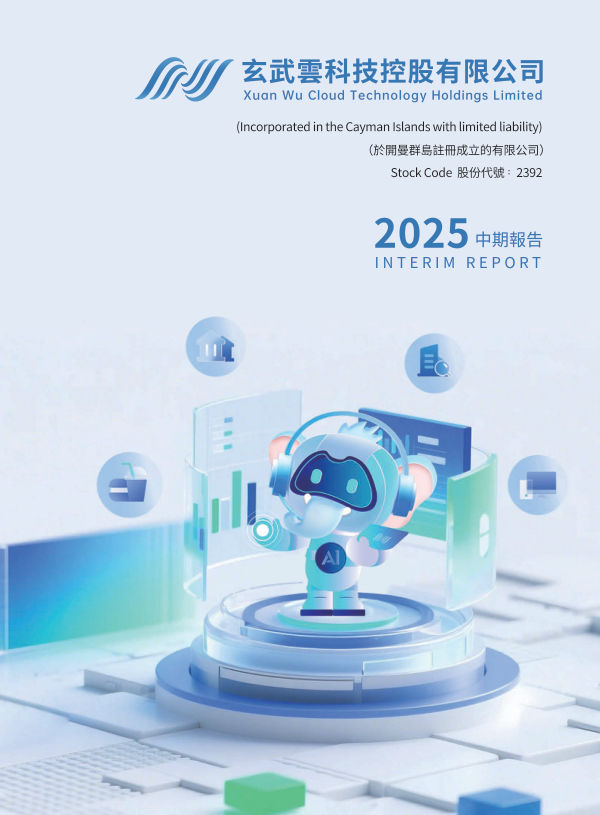 玄武雲科技控股有限公司
Xuan Wu Cloud Technology Holdings Limited
(Incorporated in the Cayman Islands with limited liability)
（於開曼群島註冊成立的有限公司）
Stock Code 股份代號：2392
2025 中期報告
INTERIM REPORT
AI